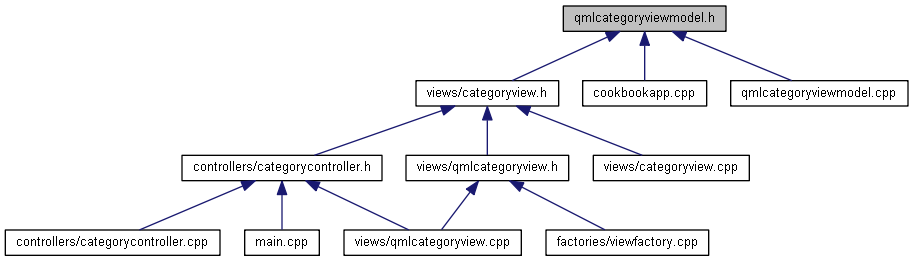 qmlcategoryviewmodel.h
views/categoryview.h
cookbookapp.cpp
qmlcategoryviewmodel.cpp
controllers/categorycontroller.h
views/qmlcategoryview.h
views/categoryview.cpp
controllers/categorycontroller.cpp
main.cpp
views/qmlcategoryview.cpp
factories/viewfactory.cpp